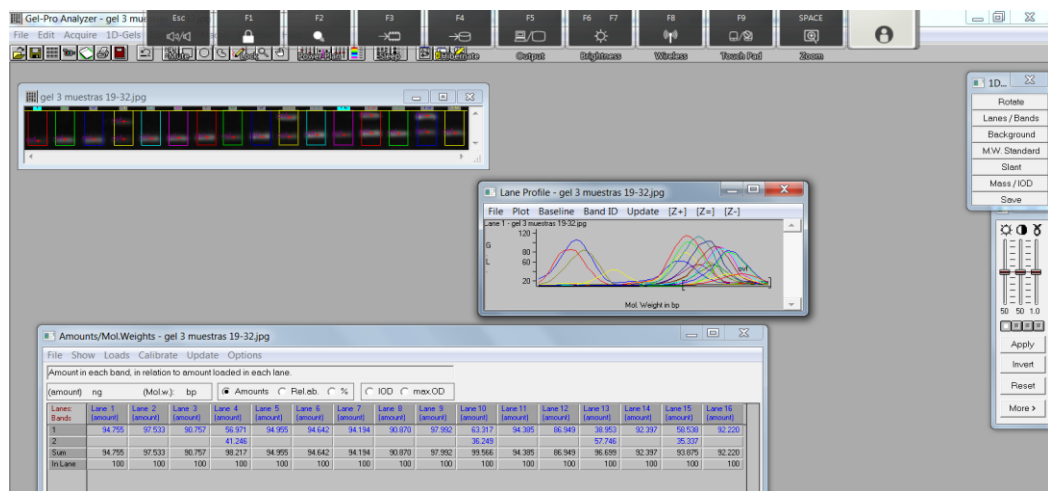 Gel-Pro Analyzer - gel 3 mue
Esc F1 F2 F3 F4 F5 F6 F7 F8 F9 SPACE
File Edit Acquire 1D-Gels
Output Brightness Wireless Touch Pad Zoom
gel 3 muestras 19-32.jpg
1D...
Rotate
Lanes / Bands
Background
M.W. Standard
Slant
Mass / IOD
Save
Lane Profile - gel 3 muestras 19-32.jpg
File Plot Baseline Band ID Update [Z+] [Z=] [Z-]
Lane 1 - gel 3 muestras 19-32.jpg
120
G
80
L
60
20
Mol. Weight in bp
50 50 1.0
Apply
Invert
Reset
More >
Amounts/Mol.Weights - gel 3 muestras 19-32.jpg
File Show Loads Calibrate Update Options
Amount in each band, in relation to amount loaded in each lane.
(amount) ng (Mol.w.): bp Amounts Rel.ab. % IOD max.OD
Lanes: Lane 1 Lane 2 Lane 3 Lane 4 Lane 5 Lane 6 Lane 7 Lane 8 Lane 9 Lane 10 Lane 11 Lane 12 Lane 13 Lane 14 Lane 15 Lane 16
Bands (amount) (amount) (amount) (amount) (amount) (amount) (amount) (amount) (amount) (amount) (amount) (amount) (amount) (amount) (amount) (amount)
1 94.755 97.533 90.757 56.971 94.955 94.642 94.194 90.870 97.992 63.317 94.385 86.949 38.953 92.397 58.538 92.220
2 41.246 36.249 57.746 35.337
Sum 94.755 97.533 90.757 98.217 94.955 94.642 94.194 90.870 97.992 99.566 94.385 86.949 96.699 92.397 93.875 92.220
In Lane 100 100 100 100 100 100 100 100 100 100 100 100 100 100 100 100